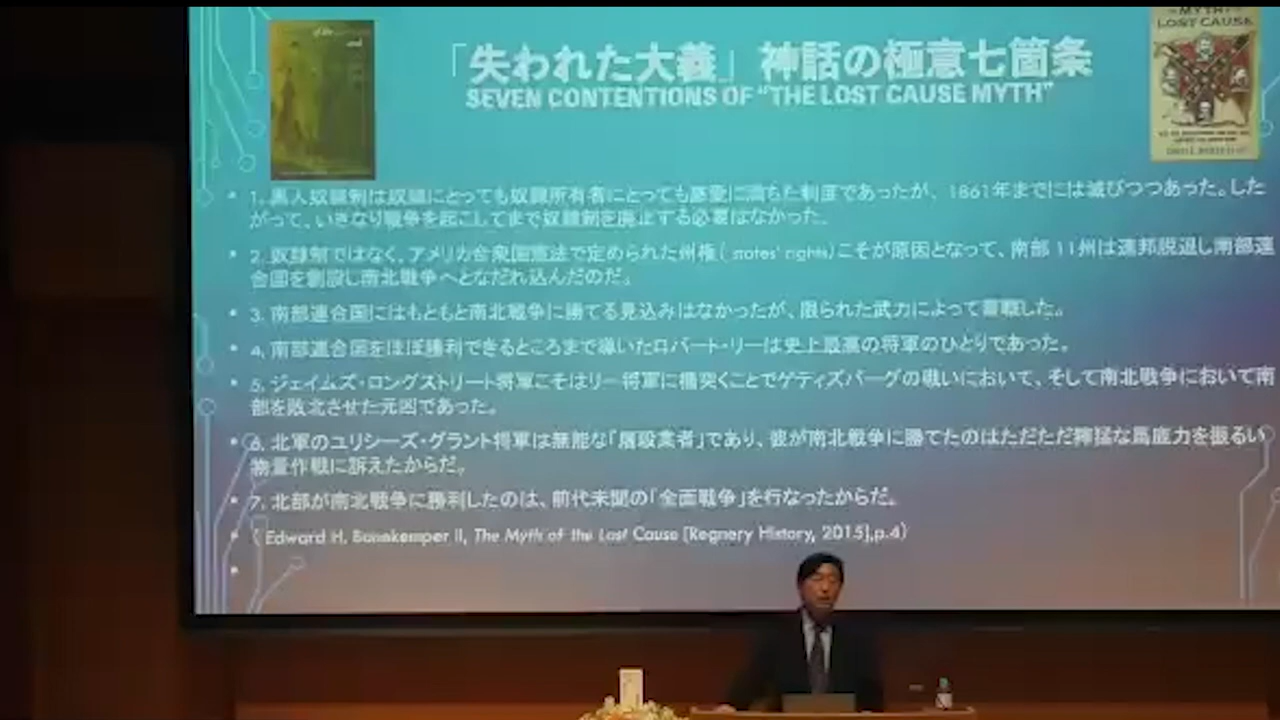 「失われた大義」 神話の極意七箇条
SEVEN CONTENTIONS OF "THE LOST CAUSE MYTH"
MYTH
LOST CAUSE
• 1. 黒人奴隷制は奴隷にとっても奴隷所有者にとっても慈愛に満ちた制度であったが、1861年までには滅びつつあった。した
がって、いきなり戦争を起こしてまで奴隷制を廃止する必要はなかった。
• 2. 奴隷制ではなく、アメリカ合衆国憲法で定められた州権( states' rights)こそが原因となって、南部 11州は連邦脱退し南部連
合国を創設し南北戦争へとなだれ込んだのだ。
• 3. 南部連合国にはもともと南北戦争に勝てる見込みはなかったが、限られた武力によって善戦した。
• 4. 南部連合国をほぼ勝利できるところまで導いたロバート・リーは史上最高の将軍のひとりであった。
• 5. ジェイムズ・ロングストリート将軍こそはリー将軍に楯突くことでゲティズバーグの戦いにおいて、そして南北戦争において南
部を敗北させた元凶であった。
• 6. 北軍のユリシーズ・グラント将軍は無能な「屠殺業者」であり、彼が南北戦争に勝てたのはただただ獰猛な馬鹿力を振るい
物量作戦に訴えたからだ。
• 7. 北部が南北戦争に勝利したのは、前代未聞の「全面戦争」を行なったからだ。
• ( Edward H. Bonekemper II, The Myth of the Lost Cause [Regnery History, 2015],p.4)